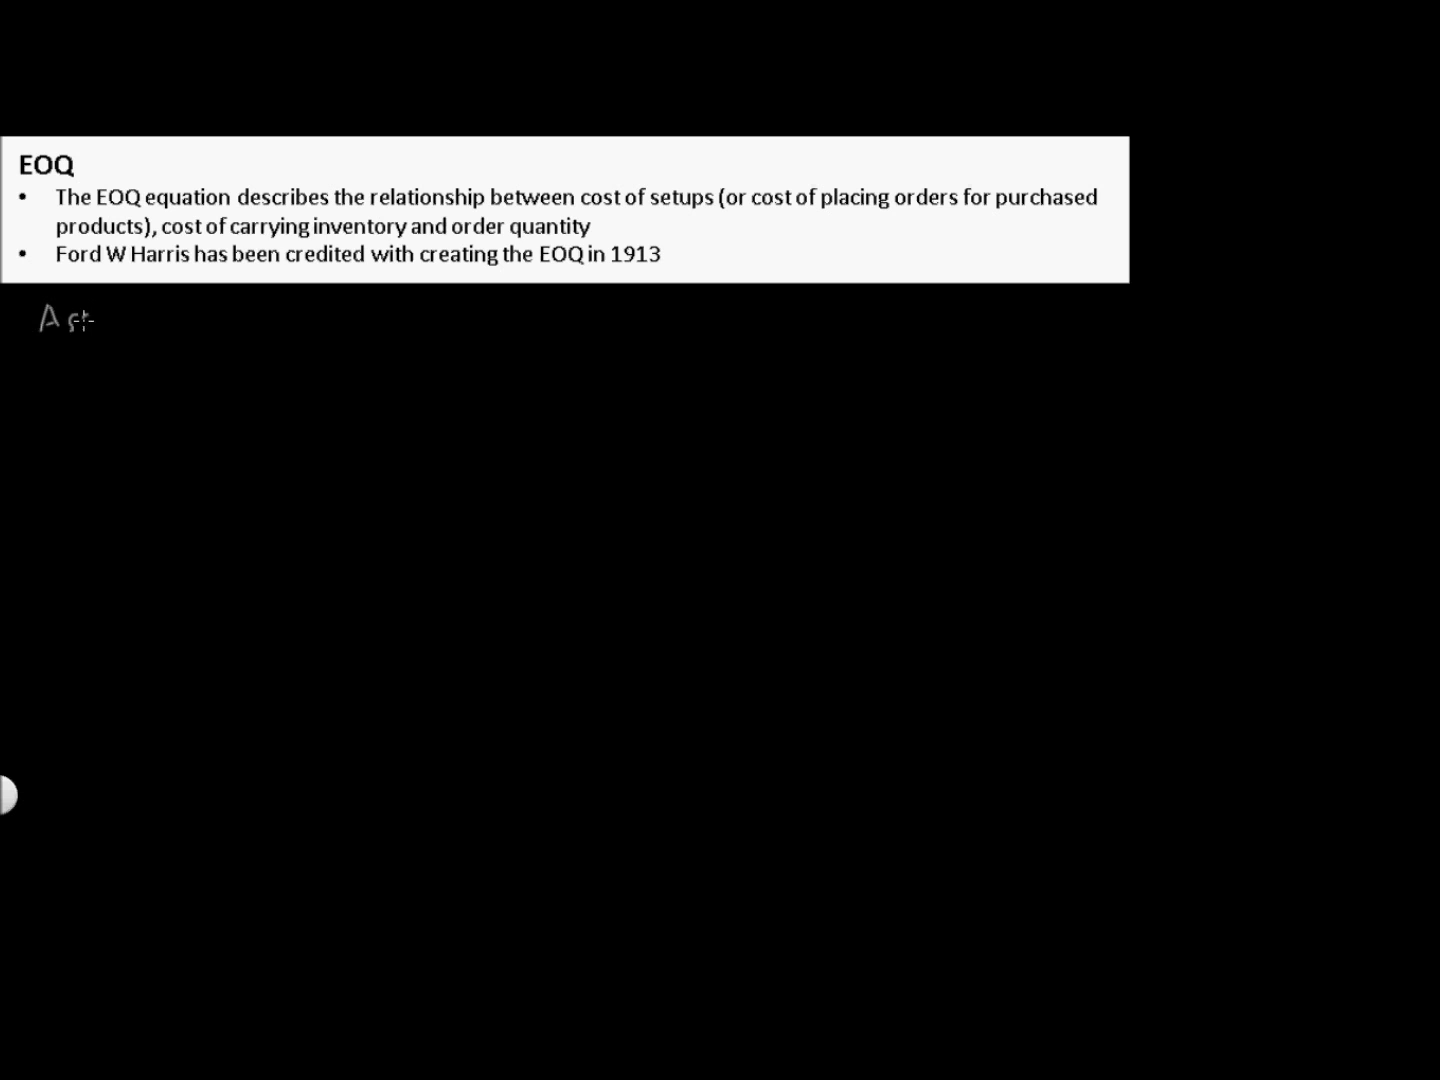 EOQ
• The EOQ equation describes the relationship between cost of setups (or cost of placing orders for purchased
products), cost of carrying inventory and order quantity
• Ford W Harris has been credited with creating the EOQ in 1913
A